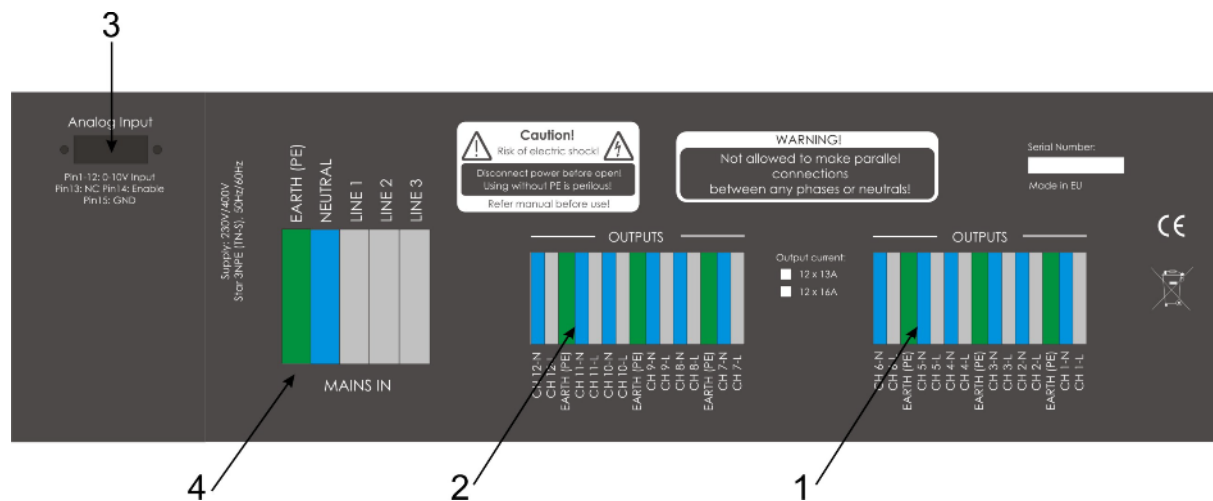 3
Analog Input
Pin1-12: 0-10V Input
Pin13: NC Pin14: Enable
Pin15: GND
Supply: 230V/400V
Star 3NPE (TN-S), 50Hz/60Hz
EARTH (PE)
NEUTRAL
LINE 1
LINE 2
LINE 3
MAINS IN
Caution!
Risk of electric shock!
Disconnect power before open!
Using without PE is perilous!
Refer manual before use!
WARNING!
Not allowed to make parallel
connections
between any phases or neutrals!
Serial Number:
Made in EU
CE
OUTPUTS
CH 12-N
CH 12-L
EARTH (PE)
CH 11-N
CH 11-L
CH 10-N
CH 10-L
EARTH (PE)
CH 9-N
CH 9-L
CH 8-N
CH 8-L
EARTH (PE)
CH 7-N
CH 7-L
Output current:
12 x 13A
12 x 16A
OUTPUTS
CH 6-N
CH 6-L
EARTH (PE)
CH 5-N
CH 5-L
CH 4-N
CH 4-L
EARTH (PE)
CH 3-N
CH 3-L
CH 2-N
CH 2-L
EARTH (PE)
CH 1-N
CH 1-L
4
2
1